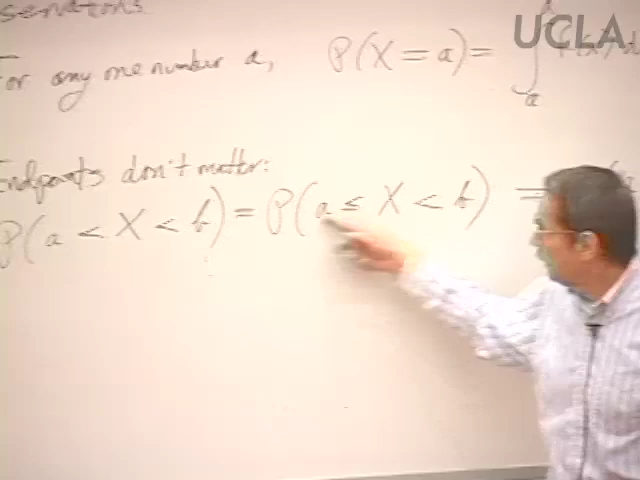 UCLA
For any one number a, P(X = a) = ∫
Endpoints don't matter:
P(a < X < b) = P(a ≤ X < b) =